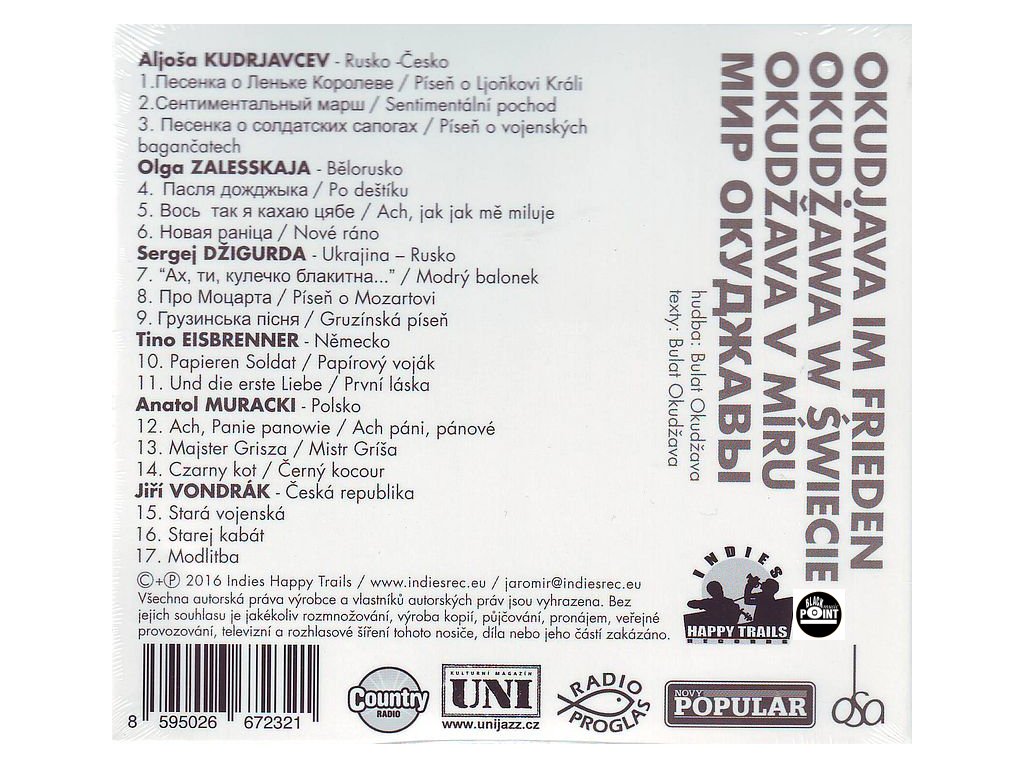 Aljoša KUDRJAVCEV - Rusko -Česko
1.Песенка о Леньке Королеве / Píseň o Ljoňkovi Králi
2.Сентиментальный марш / Sentimentální pochod
3. Песенка о солдатских сапогах / Píseň o vojenských
bagančatech
Olga ZALESSKAJA - Bělorusko
4. Пасля дожджыка / Po deštíku
5. Вось так я кахаю цябе / Ach, jak jak mě miluje
6. Новая раніца / Nové ráno
Sergej DŽIGURDA - Ukrajina – Rusko
7. “Ах, ти, кулечко блакитна...” / Modrý balonek
8. Про Моцарта / Píseň o Mozartovi
9. Грузинська пісня / Gruzínská píseň
Tino EISBRENNER - Německo
10. Papieren Soldat / Papírový voják
11. Und die erste Liebe / První láska
Anatol MURACKI - Polsko
12. Ach, Panie panowie / Ach páni, pánové
13. Majster Grisza / Mistr Gríša
14. Czarny kot / Černý kocour
Jiří VONDRÁK - Česká republika
15. Stará vojenská
16. Starej kabát
17. Modlitba
©+℗ 2016 Indies Happy Trails / www.indiesrec.eu / jaromir@indiesrec.eu
Všechna autorská práva výrobce a vlastníků autorských práv jsou vyhrazena. Bez
jejich souhlasu je jakékoliv rozmnožování, výroba kopií, půjčování, pronájem, veřejné
provozování, televizní a rozhlasové šíření tohoto nosiče, díla nebo jeho částí zakázáno.
OKUDJAVA IM FRIEDEN
OKUDŽAWA W ŚWIECIE
OKUDŽAVA V MÍRU
МИР ОКУДЖАВЫ
hudba: Bulat Okudžava
texty: Bulat Okudžava
INDIES
HAPPY TRAILS
RECORDS
BLACK
POINT
music
8 595026 672321
Country
RADIO
KULTURNÍ MAGAZÍN
UNI
www.unijazz.cz
RADIO
PROGLAS
NOVÝ
POPULÁR
osa